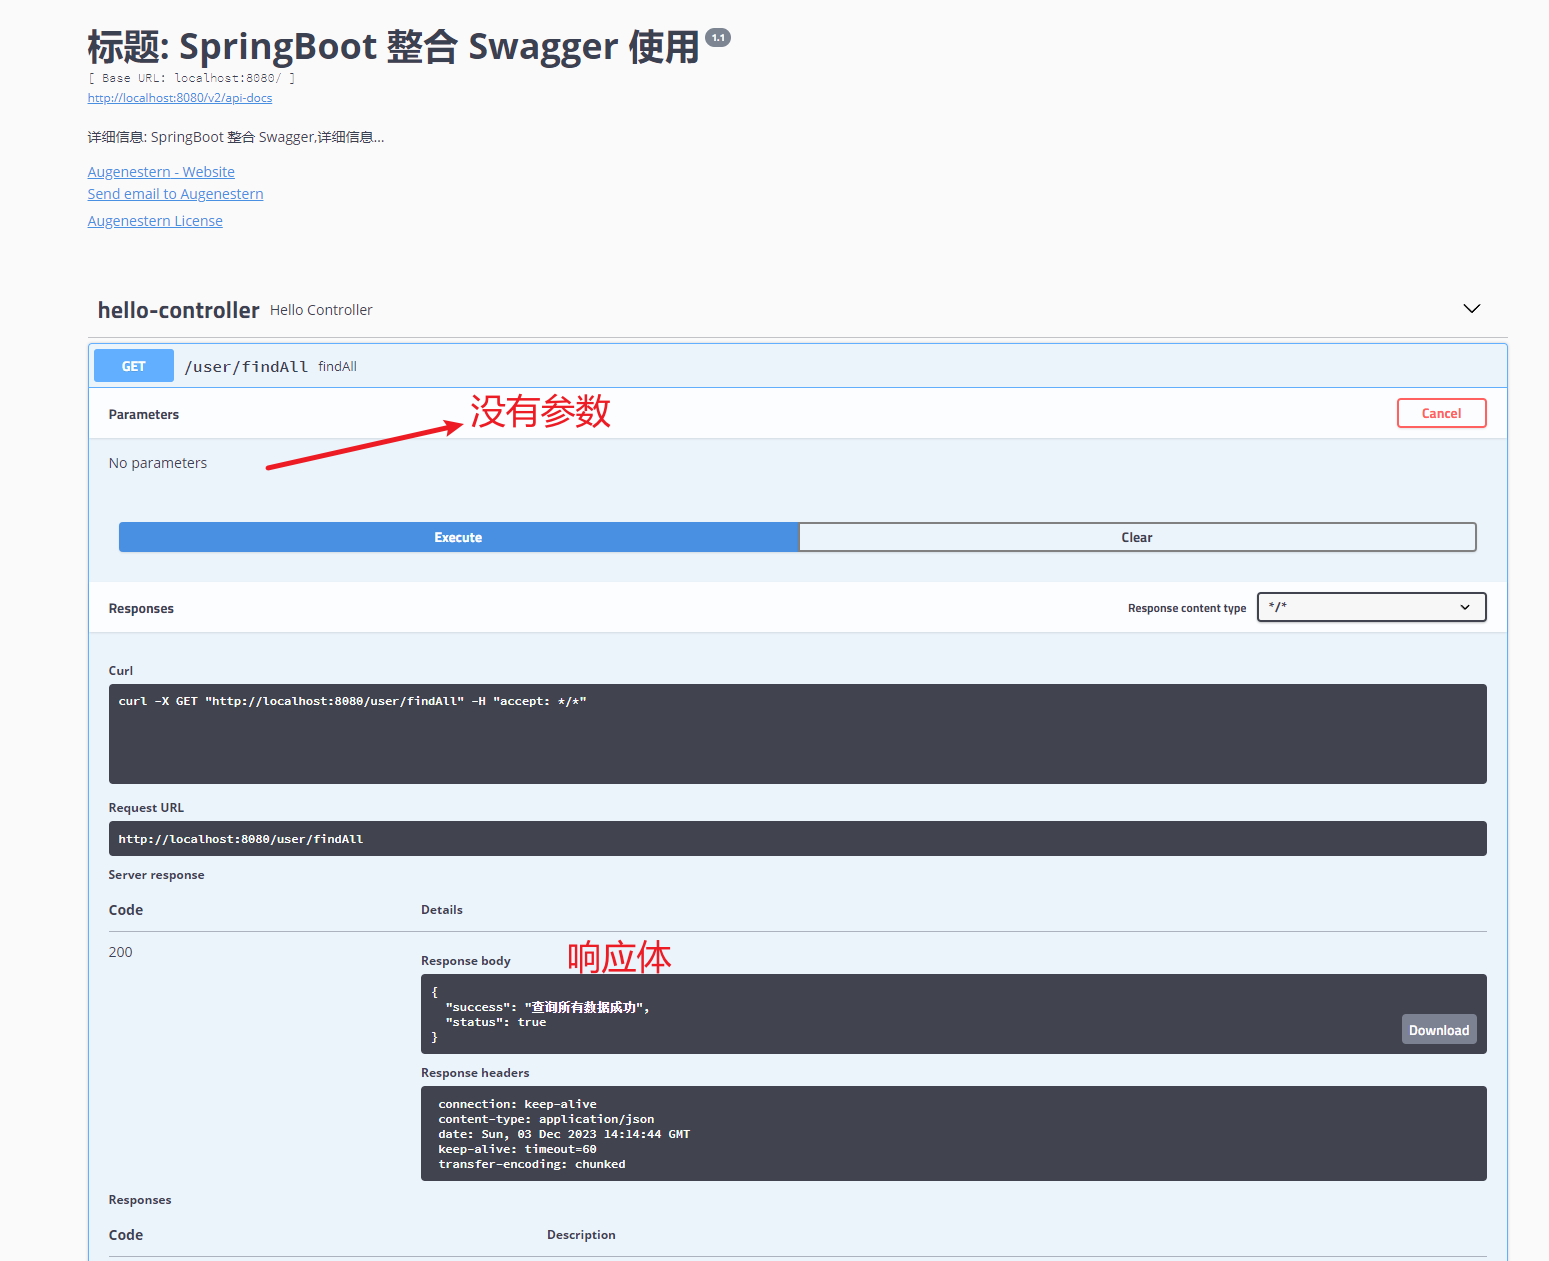 标题: SpringBoot 整合 Swagger 使用 1.1
[ Base URL: localhost:8080/ ]
http://localhost:8080/v2/api-docs
详细信息: SpringBoot 整合 Swagger,详细信息...
Augenestern - Website
Send email to Augenestern
Augenestern License
hello-controller Hello Controller
GET /user/findAll findAll
Parameters 没有参数 Cancel
No parameters
Execute Clear
Responses Response content type */*
Curl
curl -X GET "http://localhost:8080/user/findAll" -H "accept: */*"
Request URL
http://localhost:8080/user/findAll
Server response
Code Details
200
Response body 响应体
{
"success": "查询所有数据成功",
"status": true
}
Download
Response headers
connection: keep-alive
content-type: application/json
date: Sun, 03 Dec 2023 14:14:44 GMT
keep-alive: timeout=60
transfer-encoding: chunked
Responses
Code Description